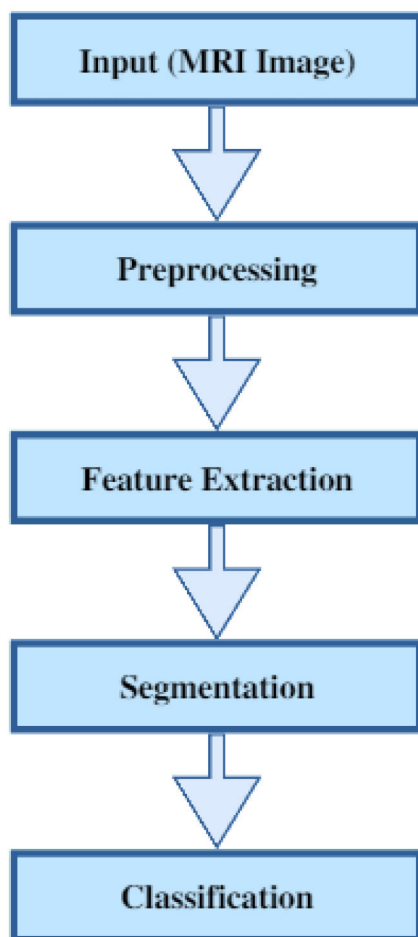 Input (MRI Image)
Preprocessing
Feature Extraction
Segmentation
Classification